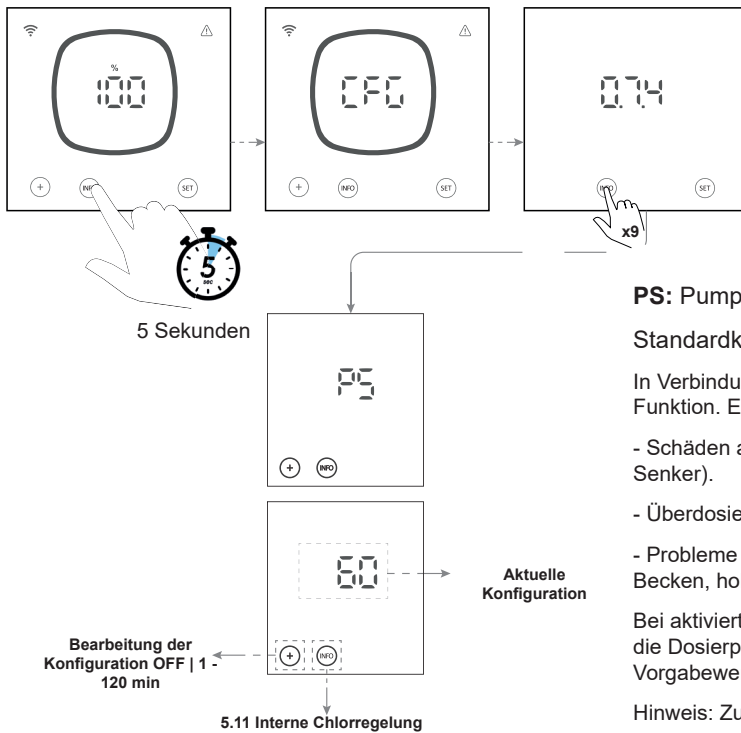 %
100
+
INFO
SET
CFG
+
INFO
SET
0.7.4
SET
x9
5
sec
5 Sekunden
PS
+
INFO
60
+
INFO
Aktuelle
Konfiguration
Bearbeitung der
Konfiguration OFF | 1 -
120 min
5.11 Interne Chlorregelung
PS: Pump
Standardk
In Verbindu
Funktion. E
- Schäden a
Senker).
- Überdosie
- Probleme
Becken, ho
Bei aktiviert
die Dosierp
Vorgabewe
Hinweis: Zu